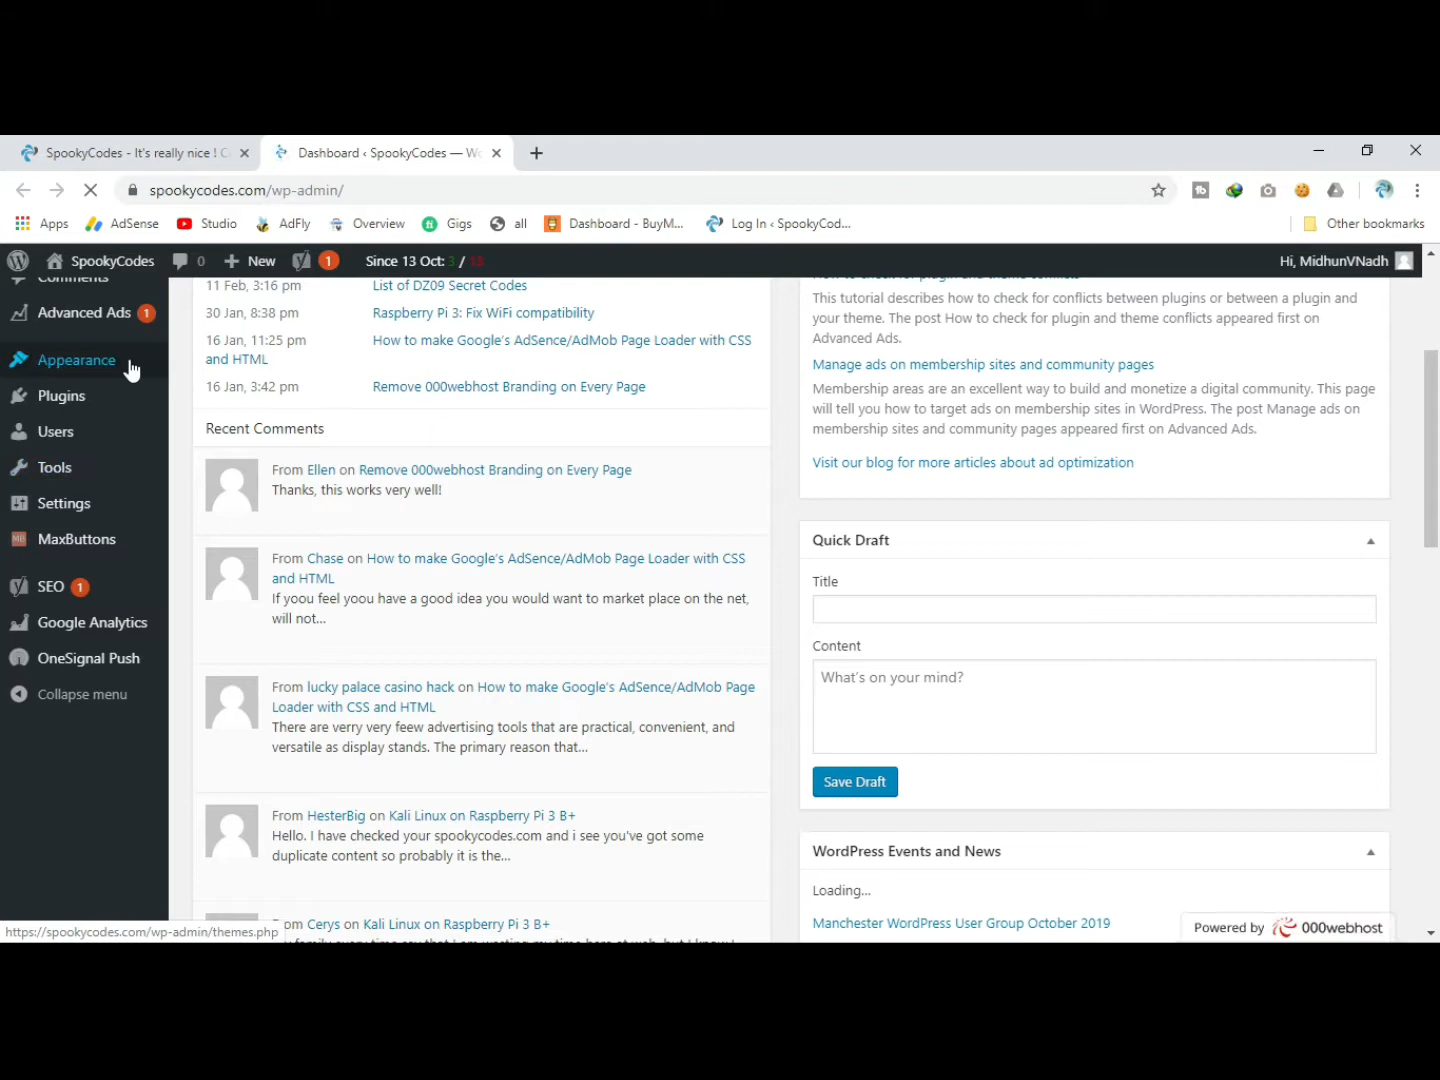 SpookyCodes - It's really nice ! C
Dashboard ‹ SpookyCodes — Wo
spookycodes.com/wp-admin/
Apps
AdSense
Studio
AdFly
Overview
Gigs
all
Dashboard - BuyM...
Log In ‹ SpookyCod...
Other bookmarks
SpookyCodes
0
New
1
Since 13 Oct: 3 / 13
Hi, MidhunVNadh
Comments
Advanced Ads 1
Appearance
Plugins
Users
Tools
Settings
MaxButtons
SEO 1
Google Analytics
OneSignal Push
Collapse menu
11 Feb, 3:16 pm List of DZ09 Secret Codes
30 Jan, 8:38 pm Raspberry Pi 3: Fix WiFi compatibility
16 Jan, 11:25 pm How to make Google's AdSence/AdMob Page Loader with CSS
and HTML
16 Jan, 3:42 pm Remove 000webhost Branding on Every Page
Recent Comments
From Ellen on Remove 000webhost Branding on Every Page
Thanks, this works very well!
From Chase on How to make Google's AdSence/AdMob Page Loader with CSS
and HTML
If yoou feel yoou have a good idea you would want to market place on the net,
will not...
From lucky palace casino hack on How to make Google's AdSence/AdMob Page
Loader with CSS and HTML
There are verry very feew advertising tools that are practical, convenient, and
versatile as display stands. The primary reason that...
From HesterBig on Kali Linux on Raspberry Pi 3 B+
Hello. I have checked your spookycodes.com and i see you've got some
duplicate content so probably it is the...
From Cerys on Kali Linux on Raspberry Pi 3 B+
How to check for plugin and theme conflicts
This tutorial describes how to check for conflicts between plugins or between a plugin and
your theme. The post How to check for plugin and theme conflicts appeared first on
Advanced Ads.
Manage ads on membership sites and community pages
Membership areas are an excellent way to build and monetize a digital community. This page
will tell you how to target ads on membership sites in WordPress. The post Manage ads on
membership sites and community pages appeared first on Advanced Ads.
Visit our blog for more articles about ad optimization
Quick Draft
Title
Content
What's on your mind?
Save Draft
WordPress Events and News
Loading...
Manchester WordPress User Group October 2019
Powered by 000webhost
https://spookycodes.com/wp-admin/themes.php